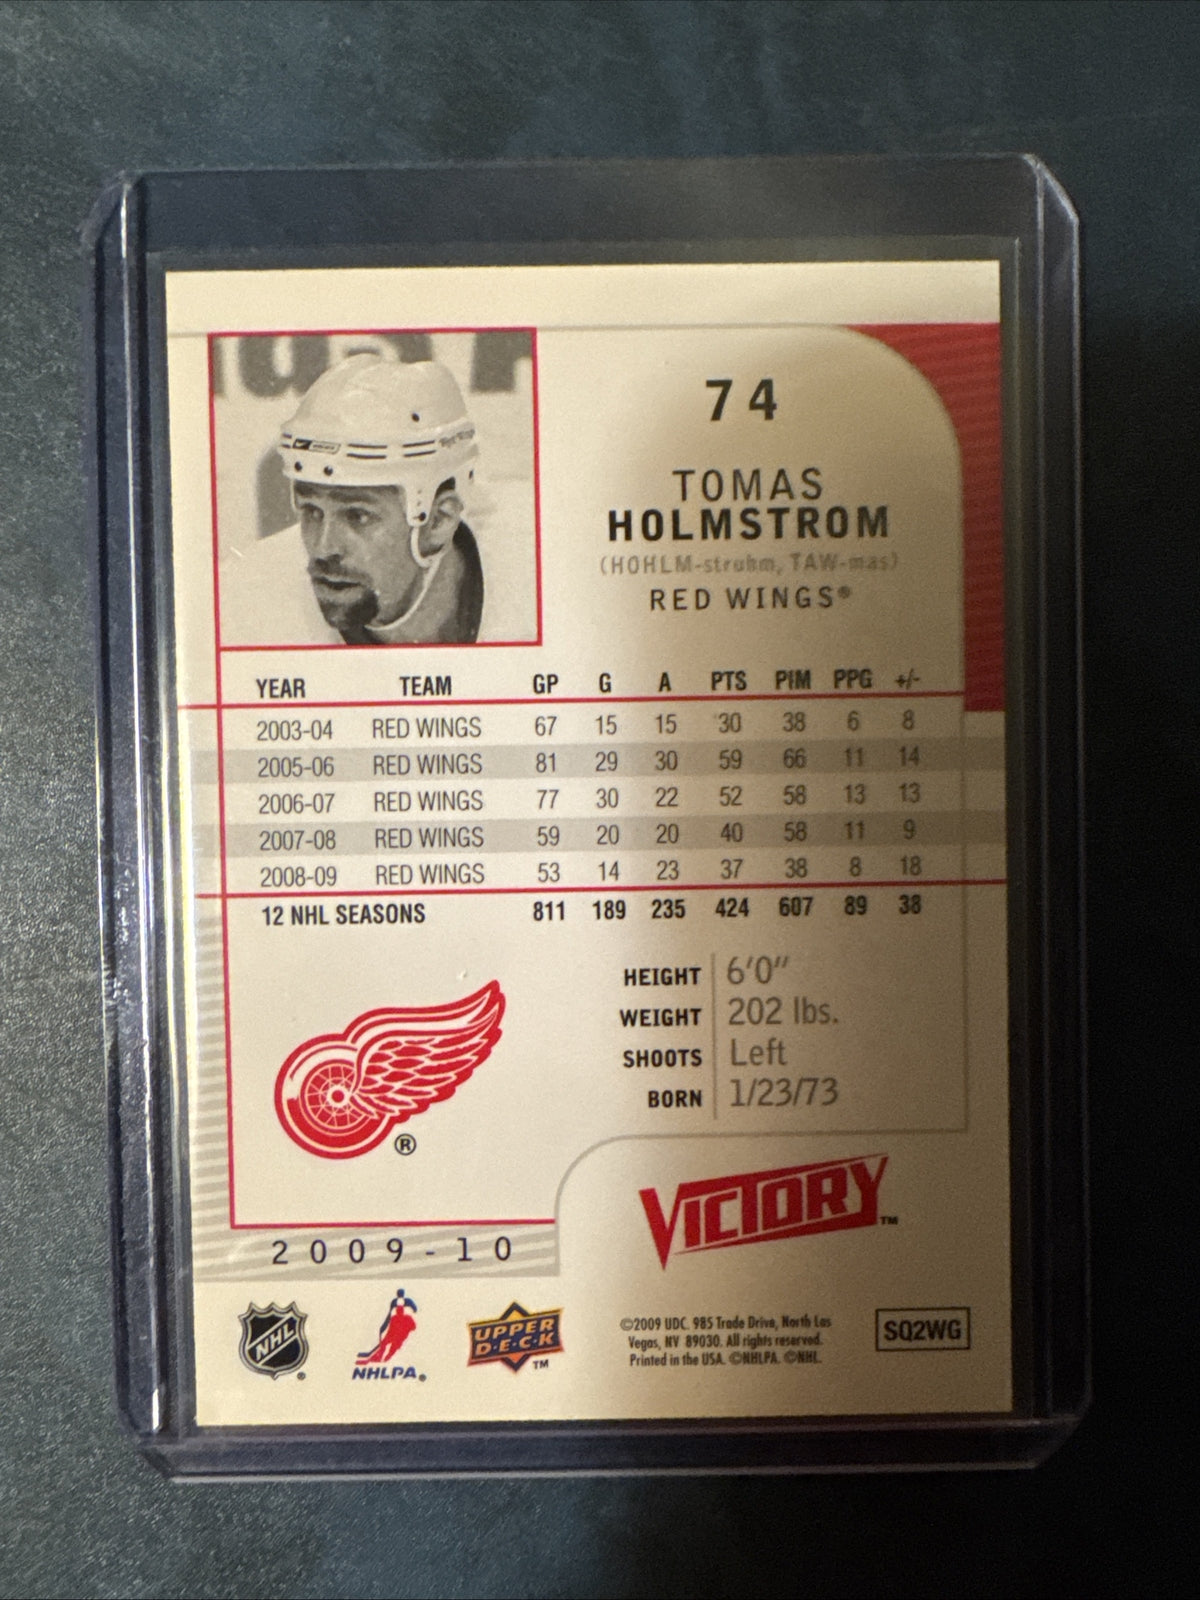 74
TOMAS
HOLMSTROM
(HOHLM-struhm, TAW-mas)
RED WINGS®
YEAR TEAM GP G A PTS PIM PPG +/-
2003-04 RED WINGS 67 15 15 30 38 6 8
2005-06 RED WINGS 81 29 30 59 66 11 14
2006-07 RED WINGS 77 30 22 52 58 13 13
2007-08 RED WINGS 59 20 20 40 58 11 9
2008-09 RED WINGS 53 14 23 37 38 8 18
12 NHL SEASONS 811 189 235 424 607 89 38
HEIGHT 6'0"
WEIGHT 202 lbs.
SHOOTS Left
BORN 1/23/73
®
VICTORY™
2009-10
NHL®
NHLPA®
UPPER
D·E·C·K™
©2009 UDC. 985 Trade Drive, North Las
Vegas, NV 89030. All rights reserved.
Printed in the USA. ©NHLPA. ©NHL.
SQ2WG